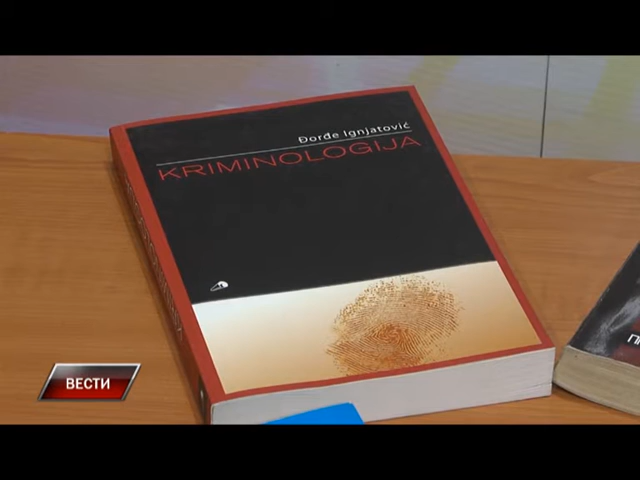 Đorđe Ignjatović
KRIMINOLOGIJA
ВЕСТИ